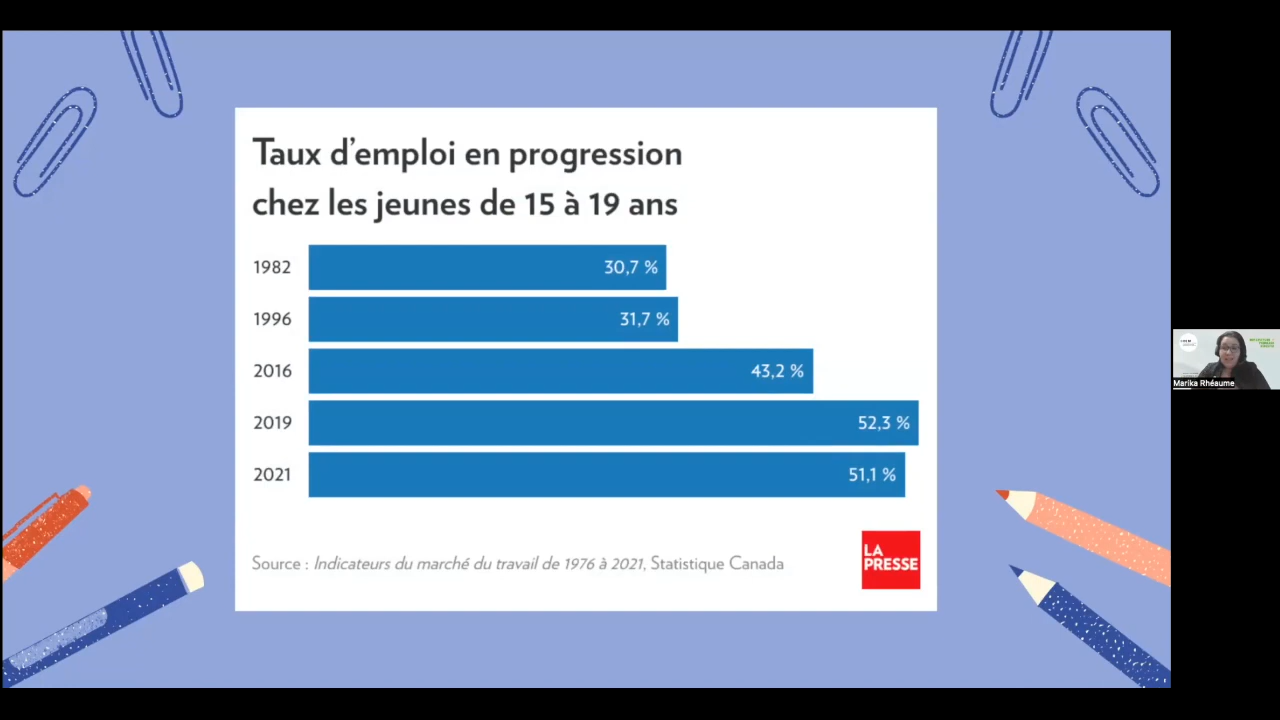 Taux d'emploi en progression
chez les jeunes de 15 à 19 ans
1982 30,7 %
1996 31,7 %
2016 43,2 %
2019 52,3 %
2021 51,1 %
Source : Indicateurs du marché du travail de 1976 à 2021, Statistique Canada
LA
PRESSE
Marika Rhéaume